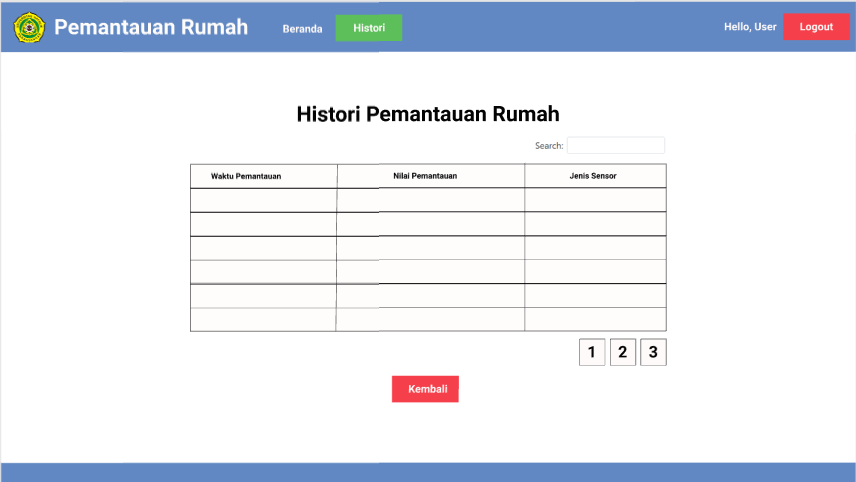 Pemantauan Rumah Beranda Histori Hello, User Logout
Histori Pemantauan Rumah
Search:
Waktu Pemantauan Nilai Pemantauan Jenis Sensor
1 2 3
Kembali